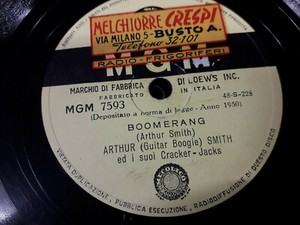 MELCHIORRE CRESPI
VIA MILANO 5 - BUSTO A.
Telefono 32-101
RADIO - FRIGORIFERI
MGM
MARCHIO DI FABBRICA DI LOEW'S INC.
FABBRICATO IN ITALIA
MGM 7593
48-S-228
(Depositato a norma di legge - Anno 1950)
BOOMERANG
(Arthur Smith)
ARTHUR (Guitar Boogie) SMITH
ed i suoi Cracker - Jacks
VIETATA DUPLICAZIONE, PUBBLICA ESECUZIONE, RADIODIFFUSIONE DI QUESTO DISCO